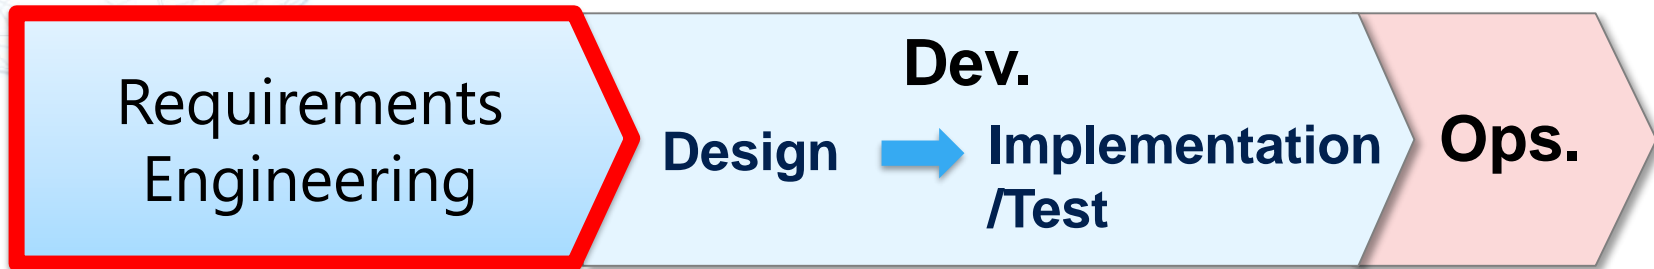 Requirements
Engineering
Dev.
Design
Implementation
/Test
Ops.